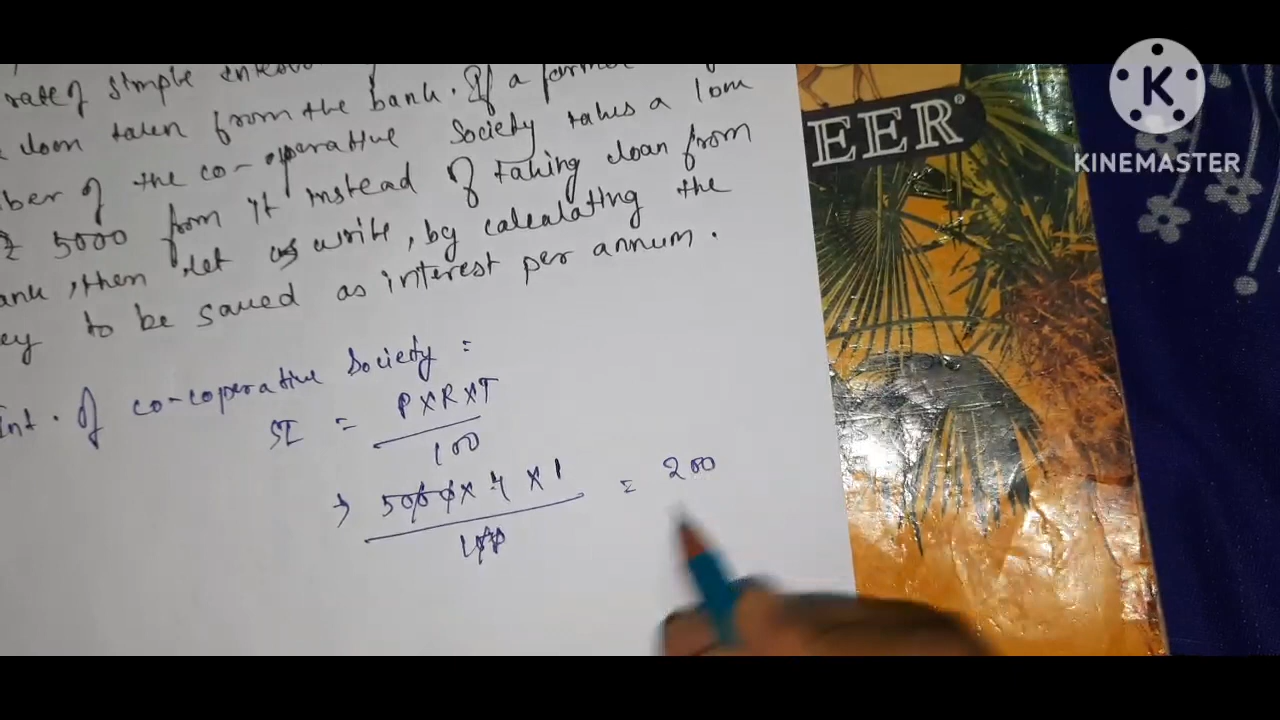 rate of simple
loan taken from the bank. If a farmer
ber of the co-operative Society takes a loan
₹ 5000 from it instead of taking loan from
ank, then let us write, by calculating the
ey to be saved as interest per annum.
Int. of co-coperative Society =
SI = P×R×T
100
→ 5000×4×1 = 200
100
EER®
K
KINEMASTER